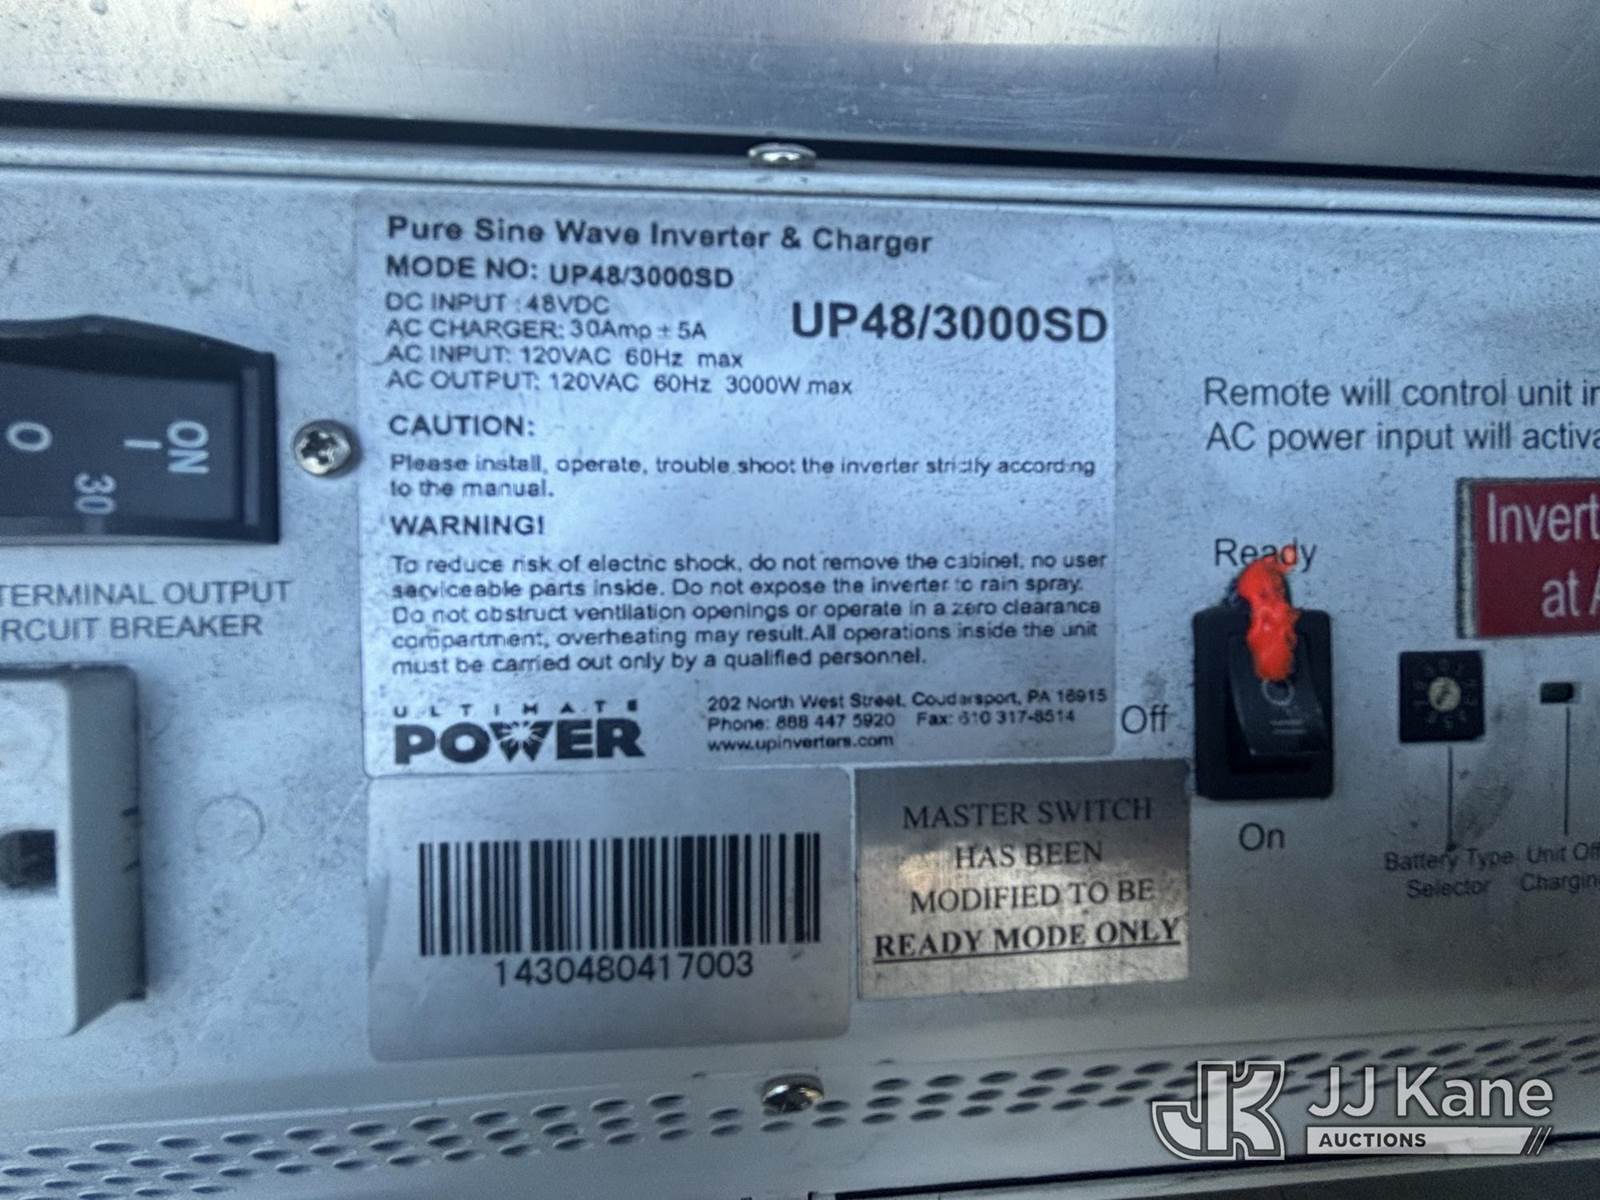 Pure Sine Wave Inverter & Charger
MODE NO: UP48/3000SD
DC INPUT : 48VDC
AC CHARGER: 30Amp ± 5A
AC INPUT: 120VAC 60Hz max
AC OUTPUT: 120VAC 60Hz 3000W max
UP48/3000SD
CAUTION:
Please install, operate, trouble shoot the inverter strictly according
to the manual.
WARNING!
To reduce risk of electric shock, do not remove the cabinet, no user
serviceable parts inside. Do not expose the inverter to rain spray.
Do not obstruct ventilation openings or operate in a zero clearance
compartment, overheating may result.All operations inside the unit
must be carried out only by a qualified personnel.
ULTIMATE
POWER
202 North West Street, Coudersport, PA 16915
Phone: 888 447 5920 Fax: 610 317-8514
www.upinverters.com
1430480417003
MASTER SWITCH
HAS BEEN
MODIFIED TO BE
READY MODE ONLY
ON
I
O
30
TERMINAL OUTPUT
RCUIT BREAKER
Remote will control unit in
AC power input will activa
Invert
at A
Ready
Off
On
Battery Type
Selector
Unit Off
Charging
JK
JJ Kane
AUCTIONS